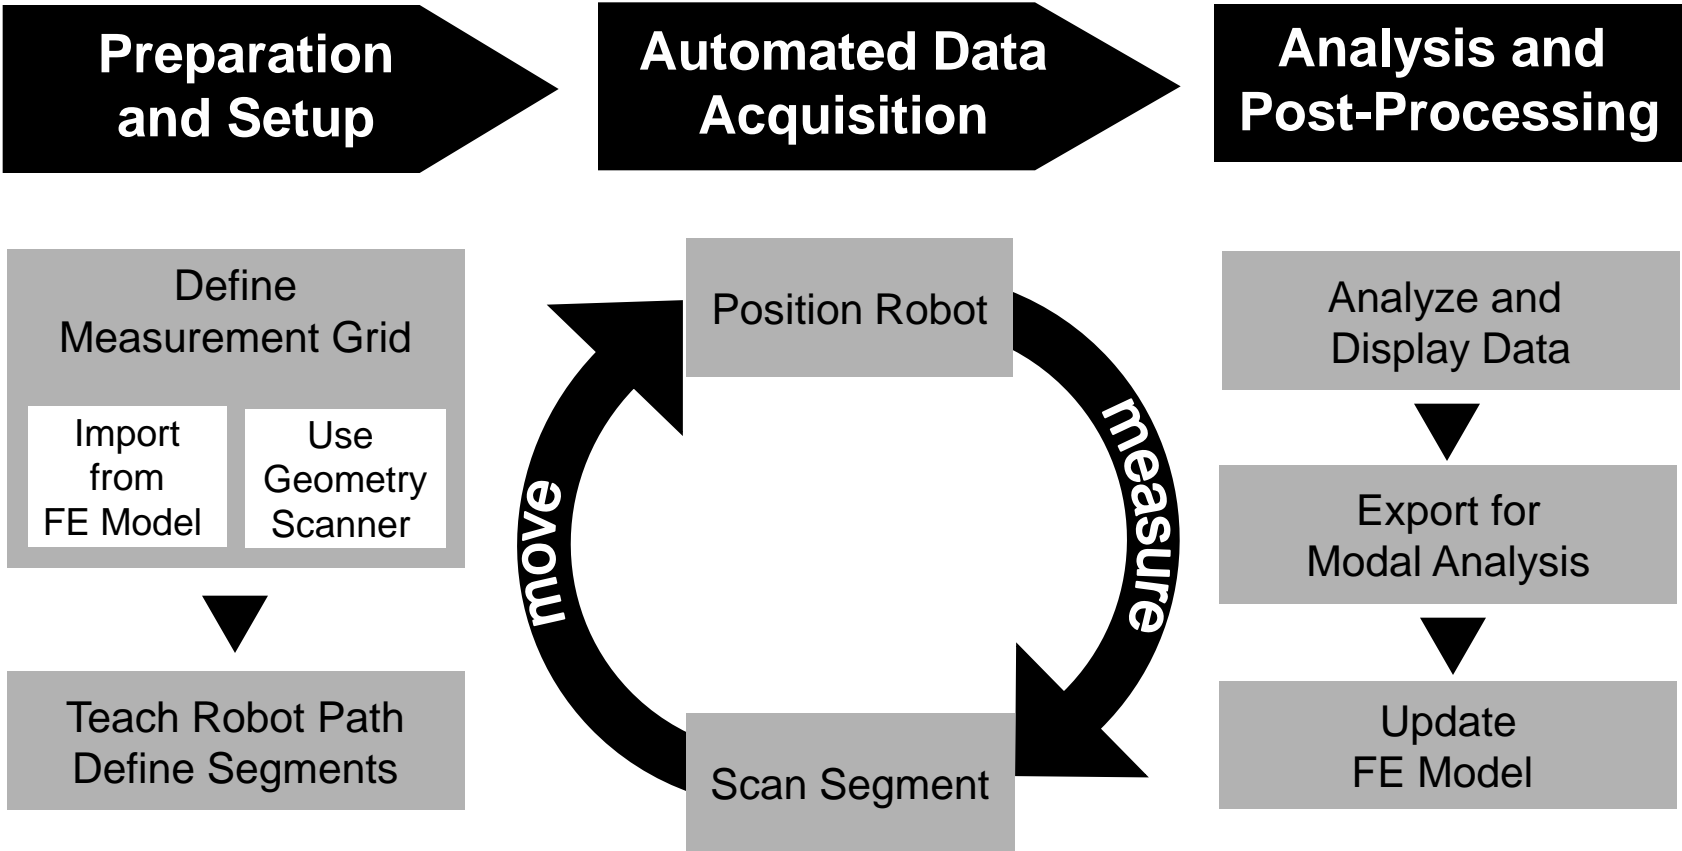 Preparation
and Setup
Automated Data
Acquisition
Analysis and
Post-Processing
Define
Measurement Grid
Import
from
FE Model
Use
Geometry
Scanner
Teach Robot Path
Define Segments
Position Robot
measure
Scan Segment
move
Analyze and
Display Data
Export for
Modal Analysis
Update
FE Model